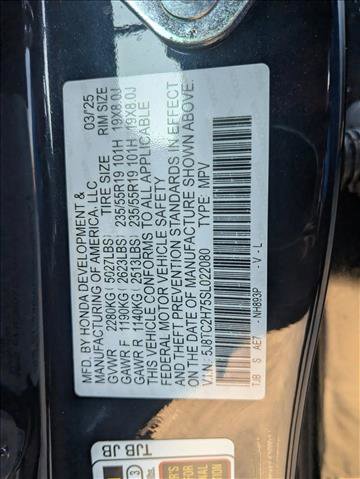 MFD. BY HONDA DEVELOPMENT &
MANUFACTURING OF AMERICA, LLC 03/25
GVWR 2280KG ( 5027LBS) TIRE SIZE RIM SIZE
GAWR F 1190KG ( 2623LBS) 235/55R19 101H 19X8.0J
GAWR R 1140KG ( 2513LBS) 235/55R19 101H 19X8.0J
THIS VEHICLE CONFORMS TO ALL APPLICABLE
FEDERAL MOTOR VEHICLE SAFETY
AND THEFT PREVENTION STANDARDS IN EFFECT
ON THE DATE OF MANUFACTURE SHOWN ABOVE.
V.I.N.: 5J8TC2H75SL022080 TYPE: MPV
TJB S AE7 - NH893P - V - L
TJB JB
3